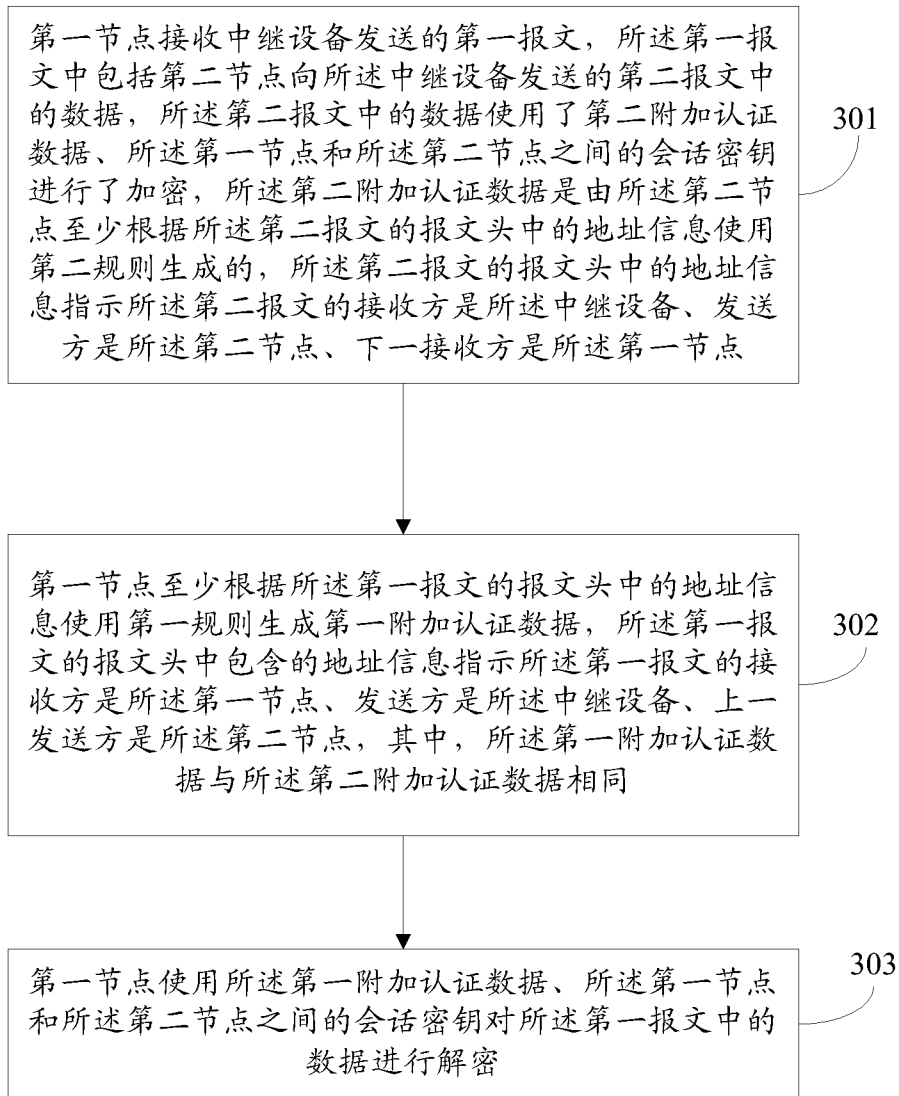 第一节点接收中继设备发送的第一报文，所述第一报
文中包括第二节点向所述中继设备发送的第二报文中
的数据，所述第二报文中的数据使用了第二附加认证
数据、所述第一节点和所述第二节点之间的会话密钥
进行了加密，所述第二附加认证数据是由所述第二节
点至少根据所述第二报文的报文头中的地址信息使用
第二规则生成的，所述第二报文的报文头中的地址信
息指示所述第二报文的接收方是所述中继设备、发送
方是所述第二节点、下一接收方是所述第一节点
301
第一节点至少根据所述第一报文的报文头中的地址信
息使用第一规则生成第一附加认证数据，所述第一报
文的报文头中包含的地址信息指示所述第一报文的接
收方是所述第一节点、发送方是所述中继设备、上一
发送方是所述第二节点，其中，所述第一附加认证数
据与所述第二附加认证数据相同
302
第一节点使用所述第一附加认证数据、所述第一节点
和所述第二节点之间的会话密钥对所述第一报文中的
数据进行解密
303